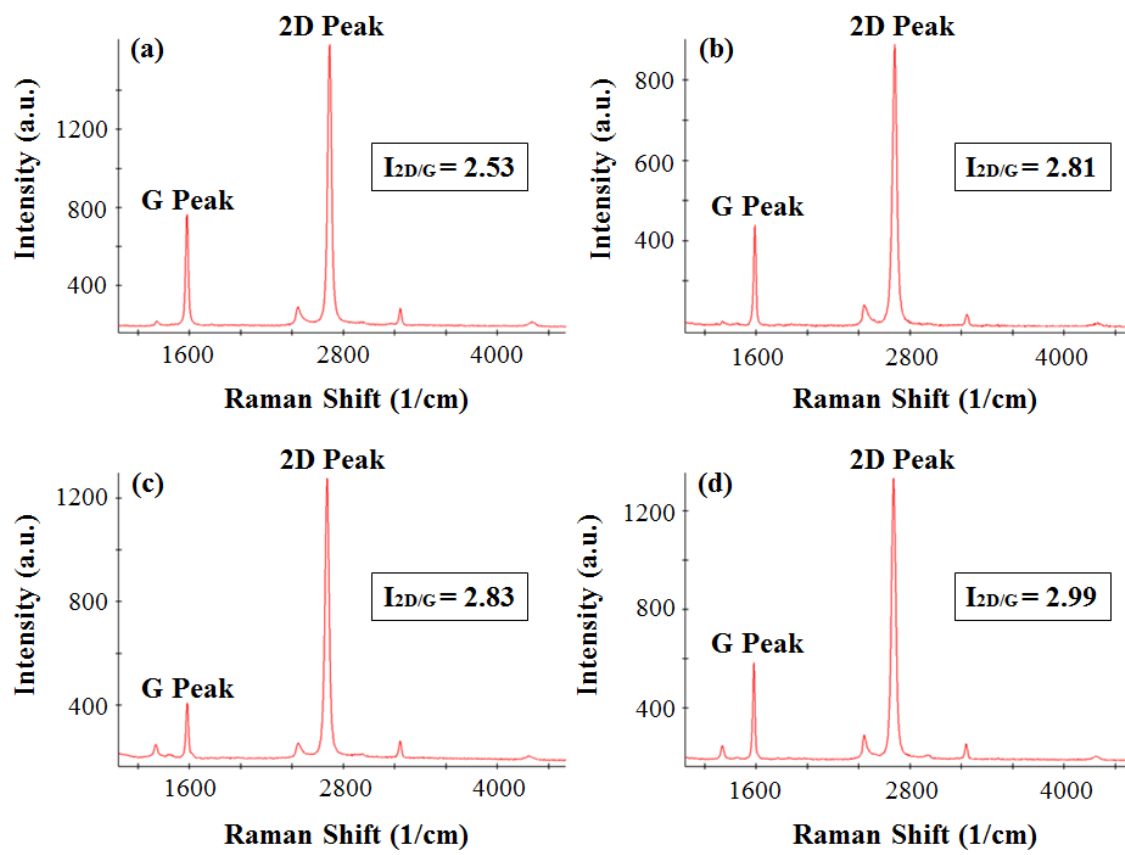 (a)
2D Peak
Intensity (a.u.)
1200
800
400
G Peak
I2D/G = 2.53
1600
2800
4000
Raman Shift (1/cm)
(b)
2D Peak
Intensity (a.u.)
800
600
400
G Peak
I2D/G = 2.81
1600
2800
4000
Raman Shift (1/cm)
(c)
2D Peak
Intensity (a.u.)
1200
800
400
G Peak
I2D/G = 2.83
1600
2800
4000
Raman Shift (1/cm)
(d)
2D Peak
Intensity (a.u.)
1200
800
400
G Peak
I2D/G = 2.99
1600
2800
4000
Raman Shift (1/cm)